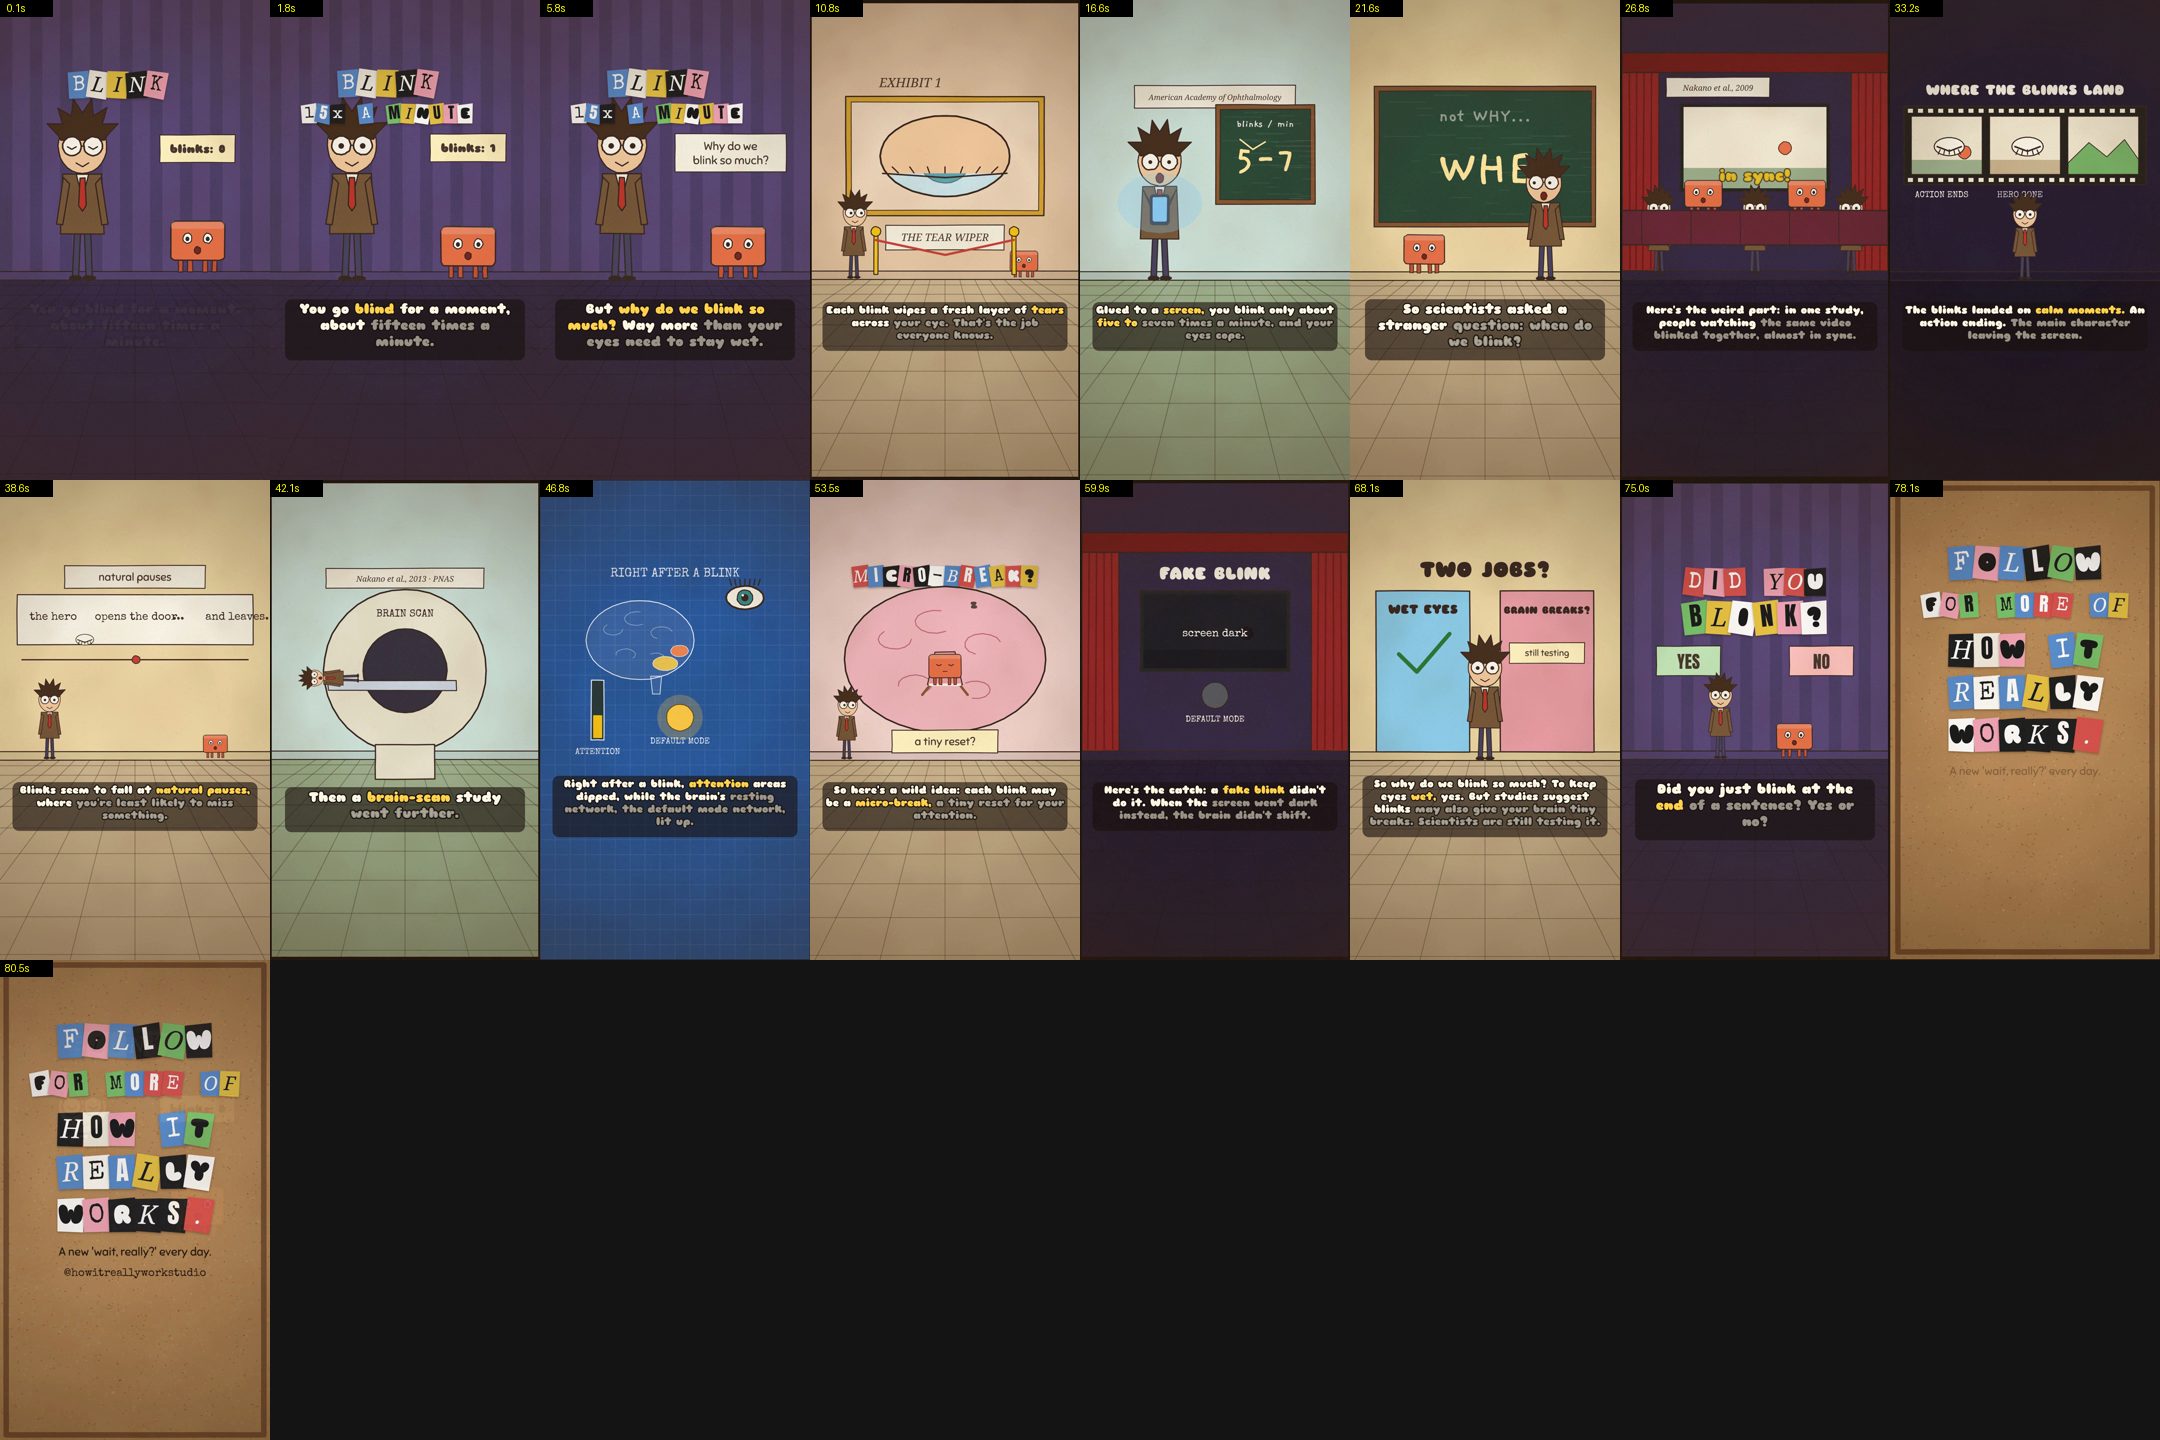 0.1s
BLINK
blinks: 0
You go blind for a moment,
about fifteen times a
minute.
1.8s
BLINK
15x A MINUTE
blinks: 1
You go blind for a moment,
about fifteen times a
minute.
5.8s
BLINK
15x A MINUTE
Why do we
blink so much?
But why do we blink so
much? Way more than your
eyes need to stay wet.
10.8s
EXHIBIT 1
THE TEAR WIPER
Each blink wipes a fresh layer of tears
across your eye. That's the job
everyone knows.
16.6s
American Academy of Ophthalmology
blinks / min
5-7
Glued to a screen, you blink only about
five to seven times a minute, and your
eyes cope.
21.6s
not WHY...
WHE
So scientists asked a
stranger question: when do
we blink?
26.8s
Nakano et al., 2009
in sync!
Here's the weird part: in one study,
people watching the same video
blinked together, almost in sync.
33.2s
WHERE THE BLINKS LAND
ACTION ENDS
HERO GONE
The blinks landed on calm moments. An
action ending. The main character
leaving the screen.
38.6s
natural pauses
the hero opens the door.. and leaves.
Blinks seem to fall at natural pauses,
where you're least likely to miss
something.
42.1s
Nakano et al., 2013 · PNAS
BRAIN SCAN
Then a brain-scan study
went further.
46.8s
RIGHT AFTER A BLINK
ATTENTION
DEFAULT MODE
Right after a blink, attention areas
dipped, while the brain's resting
network, the default mode network,
lit up.
53.5s
MICRO-BREAK?
z
a tiny reset?
So here's a wild idea: each blink may
be a micro-break, a tiny reset for your
attention.
59.9s
FAKE BLINK
screen dark
DEFAULT MODE
Here's the catch: a fake blink didn't
do it. When the screen went dark
instead, the brain didn't shift.
68.1s
TWO JOBS?
WET EYES
BRAIN BREAKS?
still testing
So why do we blink so much? To keep
eyes wet, yes. But studies suggest
blinks may also give your brain tiny
breaks. Scientists are still testing it.
75.0s
DID YOU
BLONK?
YES
NO
Did you just blink at the
end of a sentence? Yes or
no?
78.1s
FOLLOW
FOR MORE OF
HOW IT
REALLY
WORKS.
A new 'wait, really?' every day.
80.5s
FOLLOW
FOR MORE OF
HOW IT
REALLY
WORKS.
A new 'wait, really?' every day.
@howitreallyworkstudio